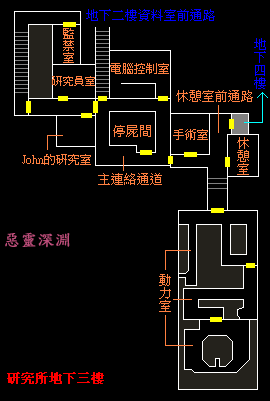 地下二樓資料室前通路
監禁室
電腦控制室
地下四樓
研究員室
休憩室前通路
停屍間
手術室
休憩室
John的研究室
主連絡通道
惡靈深淵
動力室
研究所地下三樓